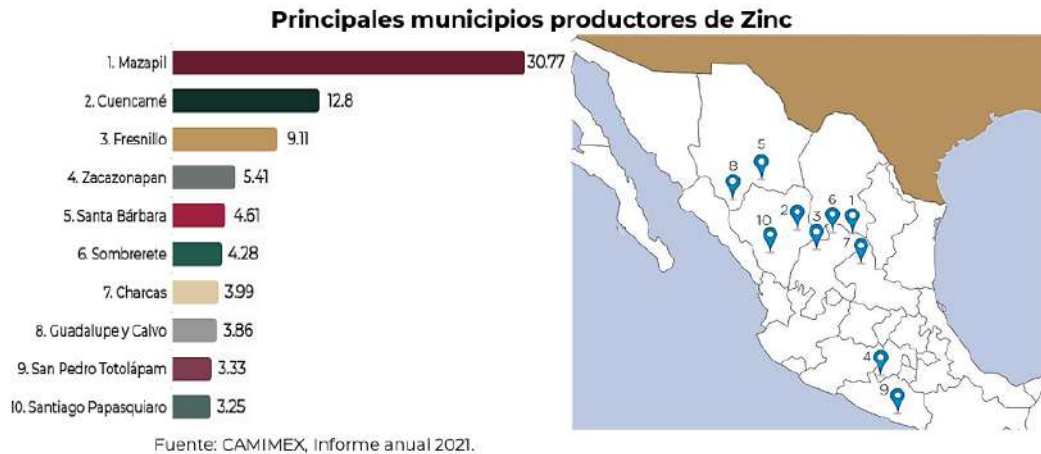 Principales municipios productores de Zinc
1. Mazapil 30.77
2. Cuencamé 12.8
3. Fresnillo 9.11
4. Zacazonapan 5.41
5. Santa Bárbara 4.61
6. Sombrerete 4.28
7. Charcas 3.99
8. Guadalupe y Calvo 3.86
9. San Pedro Totolápam 3.33
10. Santiago Papasquiaro 3.25
5
8
2
6
1
10
3
7
4
9
Fuente: CAMIMEX, Informe anual 2021.